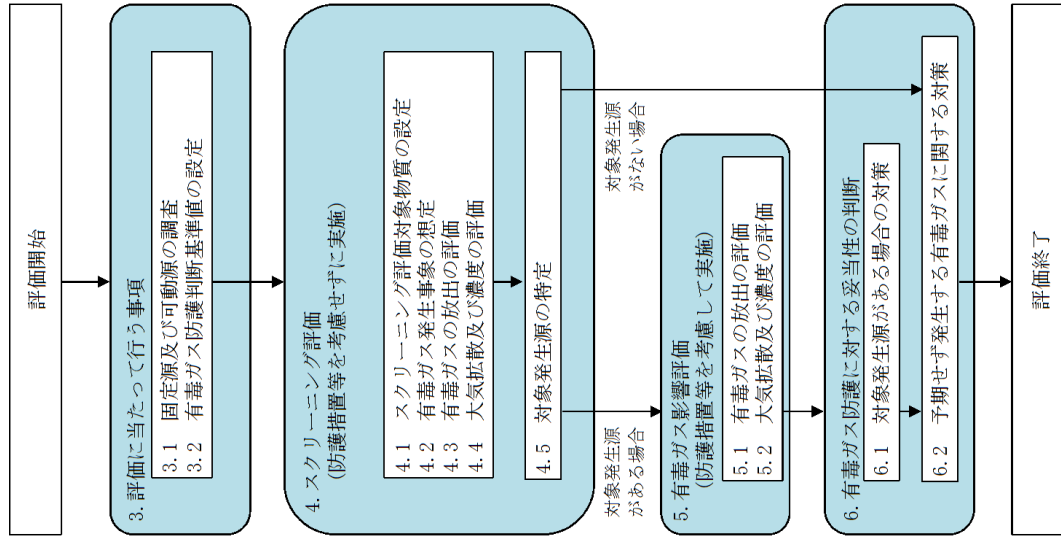 評価開始
3. 評価に当たって行う事項
3.1 固定源及び可動源の調査
3.2 有毒ガス防護判断基準値の設定
4. スクリーニング評価
(防護措置等を考慮せずに実施)
4.1 スクリーニング評価対象物質の設定
4.2 有毒ガス発生事象の想定
4.3 有毒ガスの放出の評価
4.4 大気拡散及び濃度の評価
4.5 対象発生源の特定
対象発生源
がある場合
対象発生源
がない場合
5. 有毒ガス影響評価
(防護措置等を考慮して実施)
5.1 有毒ガスの放出の評価
5.2 大気拡散及び濃度の評価
6. 有毒ガス防護に対する妥当性の判断
6.1 対象発生源がある場合の対策
6.2 予期せず発生する有毒ガスに関する対策
評価終了